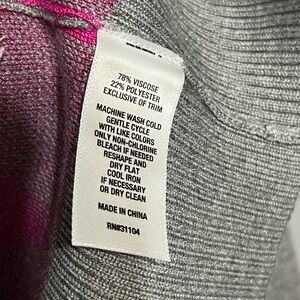 78% VISCOSE
22% POLYESTER
EXCLUSIVE OF TRIM
MACHINE WASH COLD
GENTLE CYCLE
WITH LIKE COLORS
ONLY NON-CHLORINE
BLEACH IF NEEDED
RESHAPE AND
DRY FLAT
COOL IRON
IF NECESSARY
OR DRY CLEAN
MADE IN CHINA
RN#31104